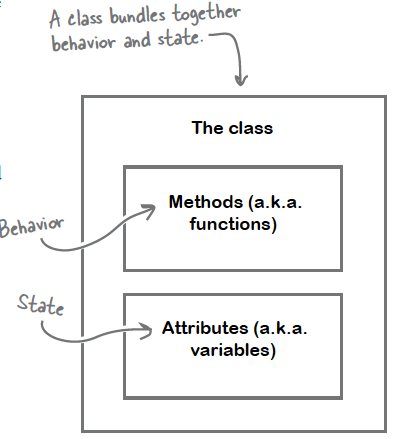 A class bundles together
behavior and state.
The class
Methods (a.k.a.
functions)
Behavior
State
Attributes (a.k.a.
variables)